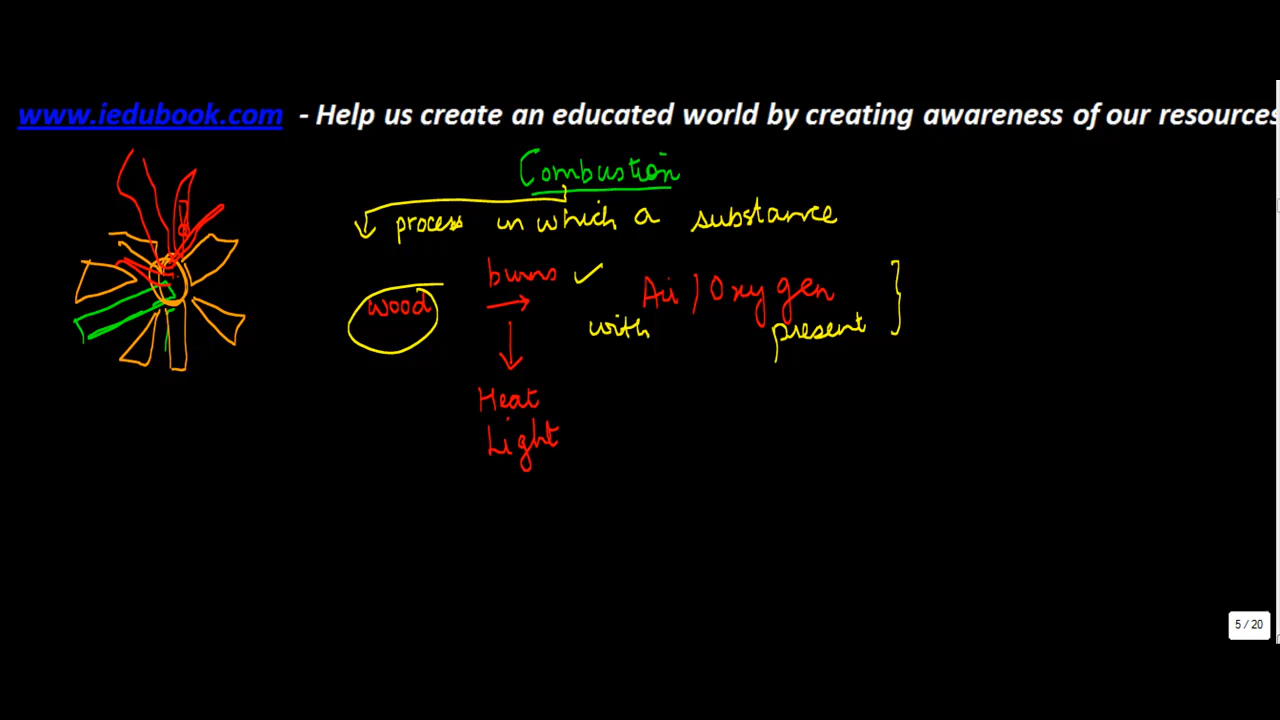 www.iedubook.com - Help us create an educated world by creating awareness of our resources
Combustion
process in which a substance
wood burns Air / Oxygen
with present
Heat
Light
5 / 20